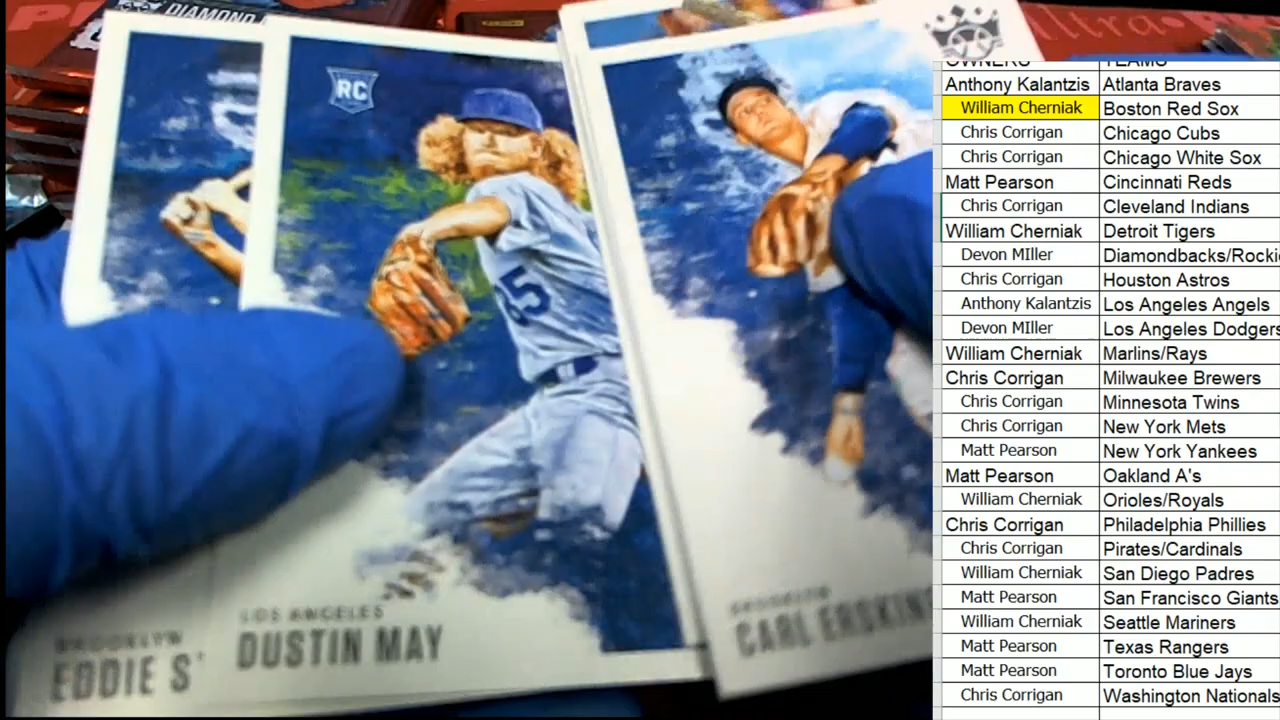 DIAMOND
RC
85
BROOKLYN
EDDIE S
LOS ANGELES
DUSTIN MAY
BROOKLYN
CARL ERSKIN
OWNERS TEAMS
Anthony Kalantzis Atlanta Braves
William Cherniak Boston Red Sox
Chris Corrigan Chicago Cubs
Chris Corrigan Chicago White Sox
Matt Pearson Cincinnati Reds
Chris Corrigan Cleveland Indians
William Cherniak Detroit Tigers
Devon MIller Diamondbacks/Rocki
Chris Corrigan Houston Astros
Anthony Kalantzis Los Angeles Angels
Devon MIller Los Angeles Dodgers
William Cherniak Marlins/Rays
Chris Corrigan Milwaukee Brewers
Chris Corrigan Minnesota Twins
Chris Corrigan New York Mets
Matt Pearson New York Yankees
Matt Pearson Oakland A's
William Cherniak Orioles/Royals
Chris Corrigan Philadelphia Phillies
Chris Corrigan Pirates/Cardinals
William Cherniak San Diego Padres
Matt Pearson San Francisco Giants
William Cherniak Seattle Mariners
Matt Pearson Texas Rangers
Matt Pearson Toronto Blue Jays
Chris Corrigan Washington Nationals